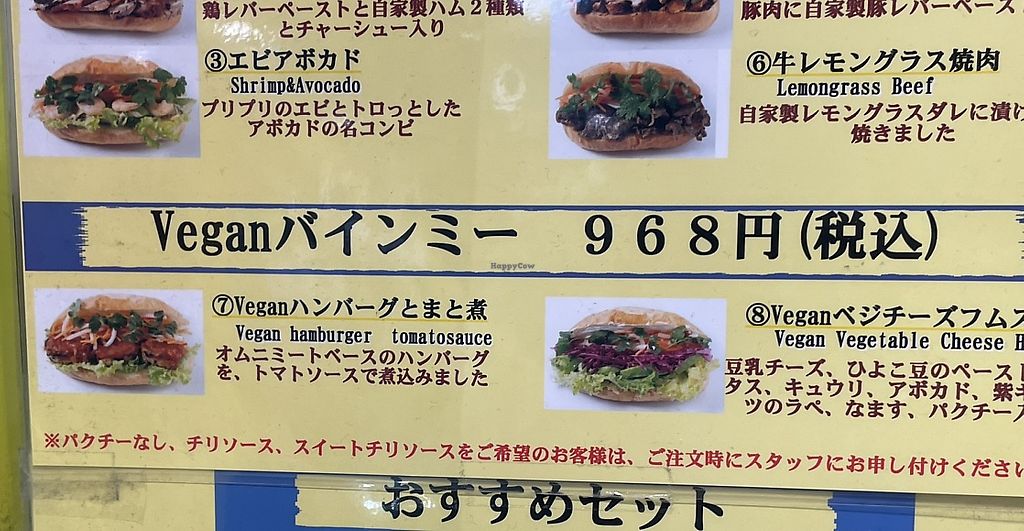 鶏レバーペーストと自家製ハム２種類
とチャーシュー入り
豚肉に自家製豚レバーペース
③エビアボカド
Shrimp&Avocado
プリプリのエビとトロっとした
アボカドの名コンビ
⑥牛レモングラス焼肉
Lemongrass Beef
自家製レモングラスダレに漬け
焼きました
Veganバインミー ９６８円(税込)
HappyCow
⑦Veganハンバーグとまと煮
Vegan hamburger tomatosauce
オムニミートベースのハンバーグ
を、トマトソースで煮込みました
⑧Veganベジチーズフムス
Vegan Vegetable Cheese H
豆乳チーズ、ひよこ豆のペースト
タス、キュウリ、アボカド、紫キ
ツのラペ、なます、パクチー入
※パクチーなし、チリソース、スイートチリソースをご希望のお客様は、ご注文時にスタッフにお申し付けください
おすすめセット